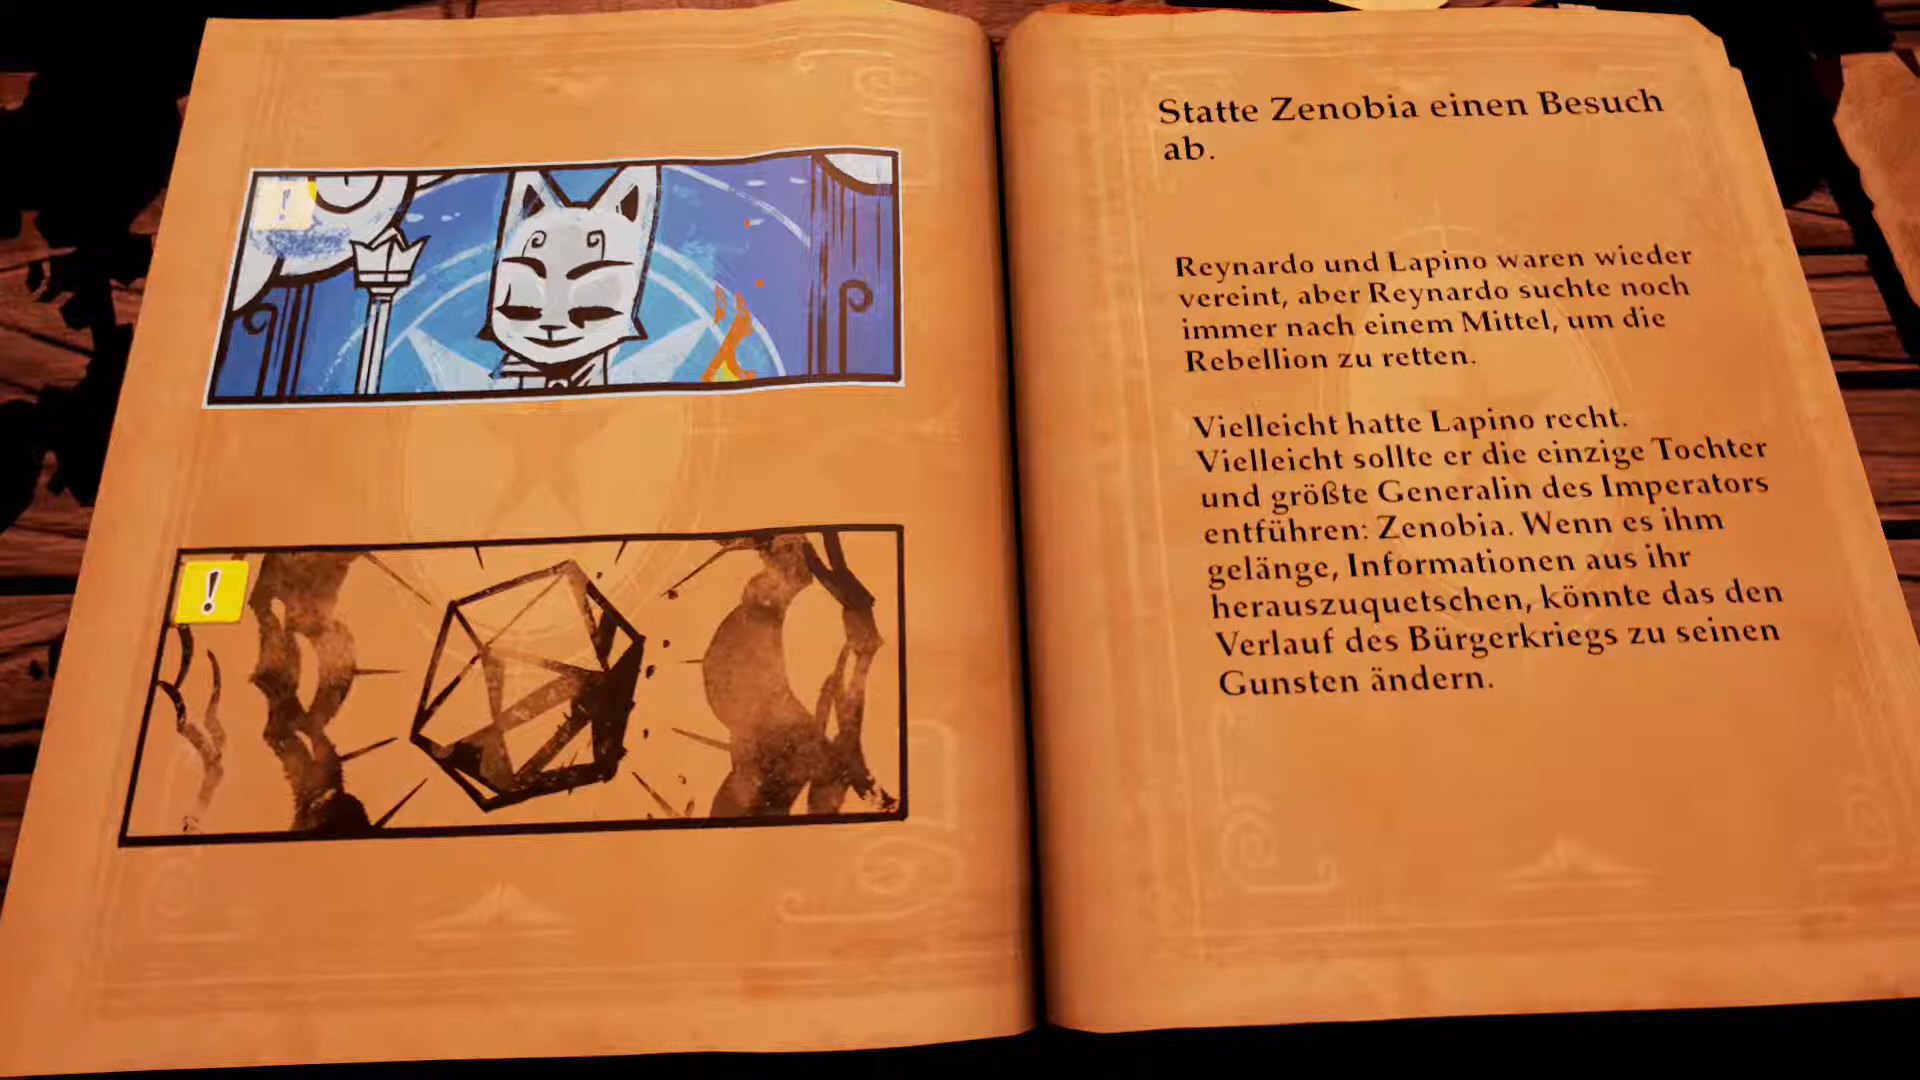 !
!
Statte Zenobia einen Besuch
ab.
Reynardo und Lapino waren wieder
vereint, aber Reynardo suchte noch
immer nach einem Mittel, um die
Rebellion zu retten.
Vielleicht hatte Lapino recht.
Vielleicht sollte er die einzige Tochter
und größte Generalin des Imperators
entführen: Zenobia. Wenn es ihm
gelänge, Informationen aus ihr
herauszuquetschen, könnte das den
Verlauf des Bürgerkriegs zu seinen
Gunsten ändern.